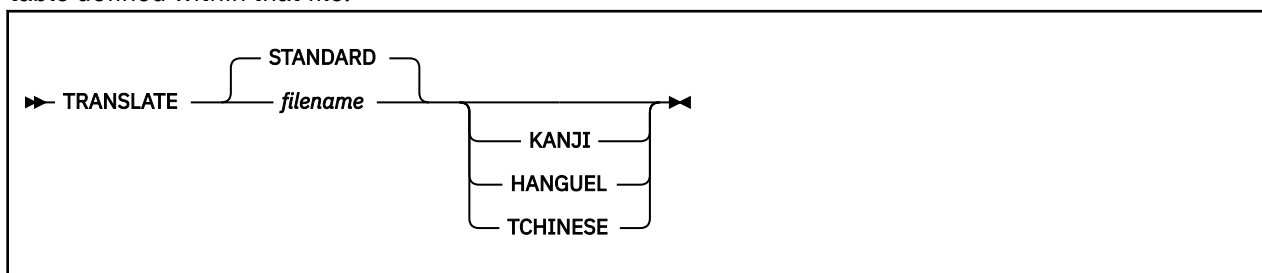 table defined within that file.
STANDARD
TRANSLATE filename
KANJI
HANGUEL
TCHINESE